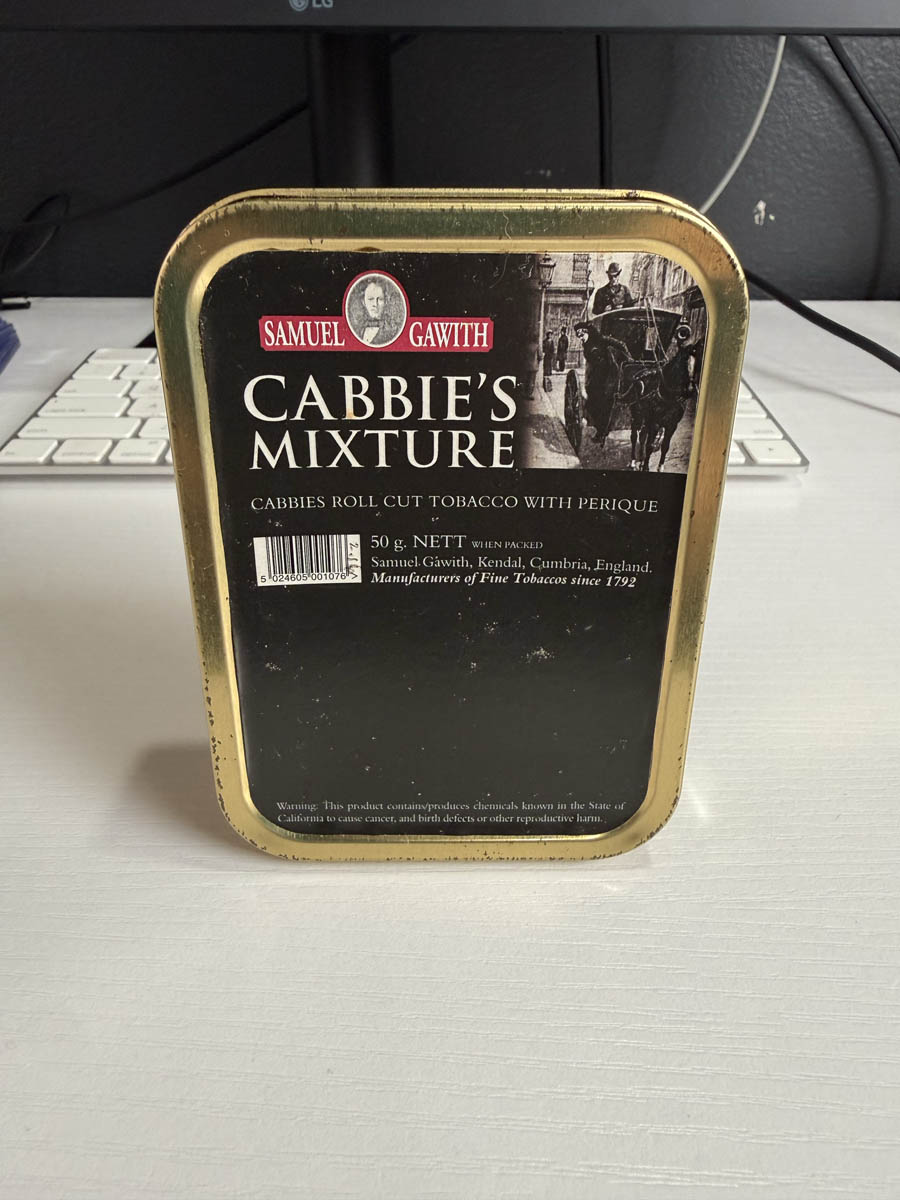 LG
SAMUEL GAWITH
CABBIE'S
MIXTURE
CABBIES ROLL CUT TOBACCO WITH PERIQUE
50 g. NETT WHEN PACKED
Samuel Gawith, Kendal, Cumbria, England.
Manufacturers of Fine Tobaccos since 1792
5 024605 001076 >
Warning: This product contains/produces chemicals known in the State of
California to cause cancer, and birth defects or other reproductive harm.